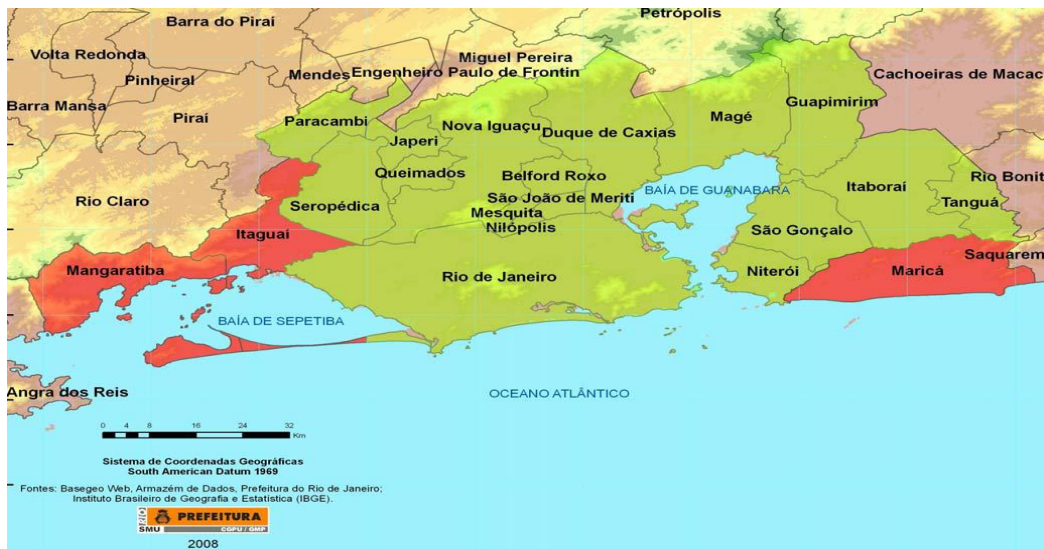 Petrópolis
Barra do Piraí
Volta Redonda
Miguel Pereira
Mendes
Engenheiro Paulo de Frontin
Pinheiral
Cachoeiras de Macac
Barra Mansa
Piraí
Guapimirim
Paracambi
Nova Iguaçu
Duque de Caxias
Magé
Japeri
Queimados
Belford Roxo
BAÍA DE GUANABARA
Itaboraí
Rio Bonit
Rio Claro
Seropédica
São João de Meriti
Tanguá
Mesquita
Nilópolis
Itaguaí
São Gonçalo
Saquarem
Mangaratiba
Rio de Janeiro
Niterói
Maricá
BAÍA DE SEPETIBA
Angra dos Reis
OCEANO ATLÂNTICO
0 4 8 16 24 32
Km
Sistema de Coordenadas Geográficas
South American Datum 1969
Fontes: Basegeo Web, Armazém de Dados, Prefeitura do Rio de Janeiro;
Instituto Brasileiro de Geografia e Estatística (IBGE).
RIO PREFEITURA
SMU CGPU / GMP
2008